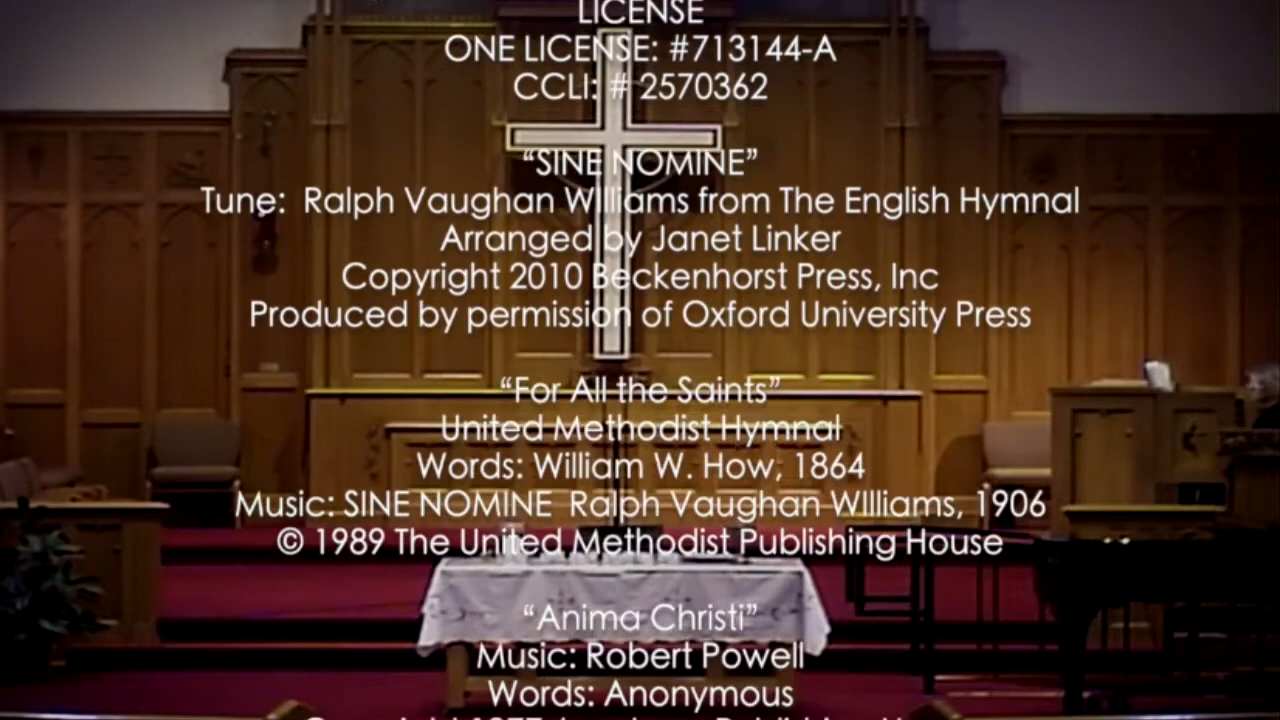 LICENSE
ONE LICENSE: #713144-A
CCLI: # 2570362
“SINE NOMINE”
Tune: Ralph Vaughan Williams from The English Hymnal
Arranged by Janet Linker
Copyright 2010 Beckenhorst Press, Inc
Produced by permission of Oxford University Press
“For All the Saints”
United Methodist Hymnal
Words: William W. How, 1864
Music: SINE NOMINE Ralph Vaughan WIlliams, 1906
© 1989 The United Methodist Publishing House
“Anima Christi”
Music: Robert Powell
Words: Anonymous